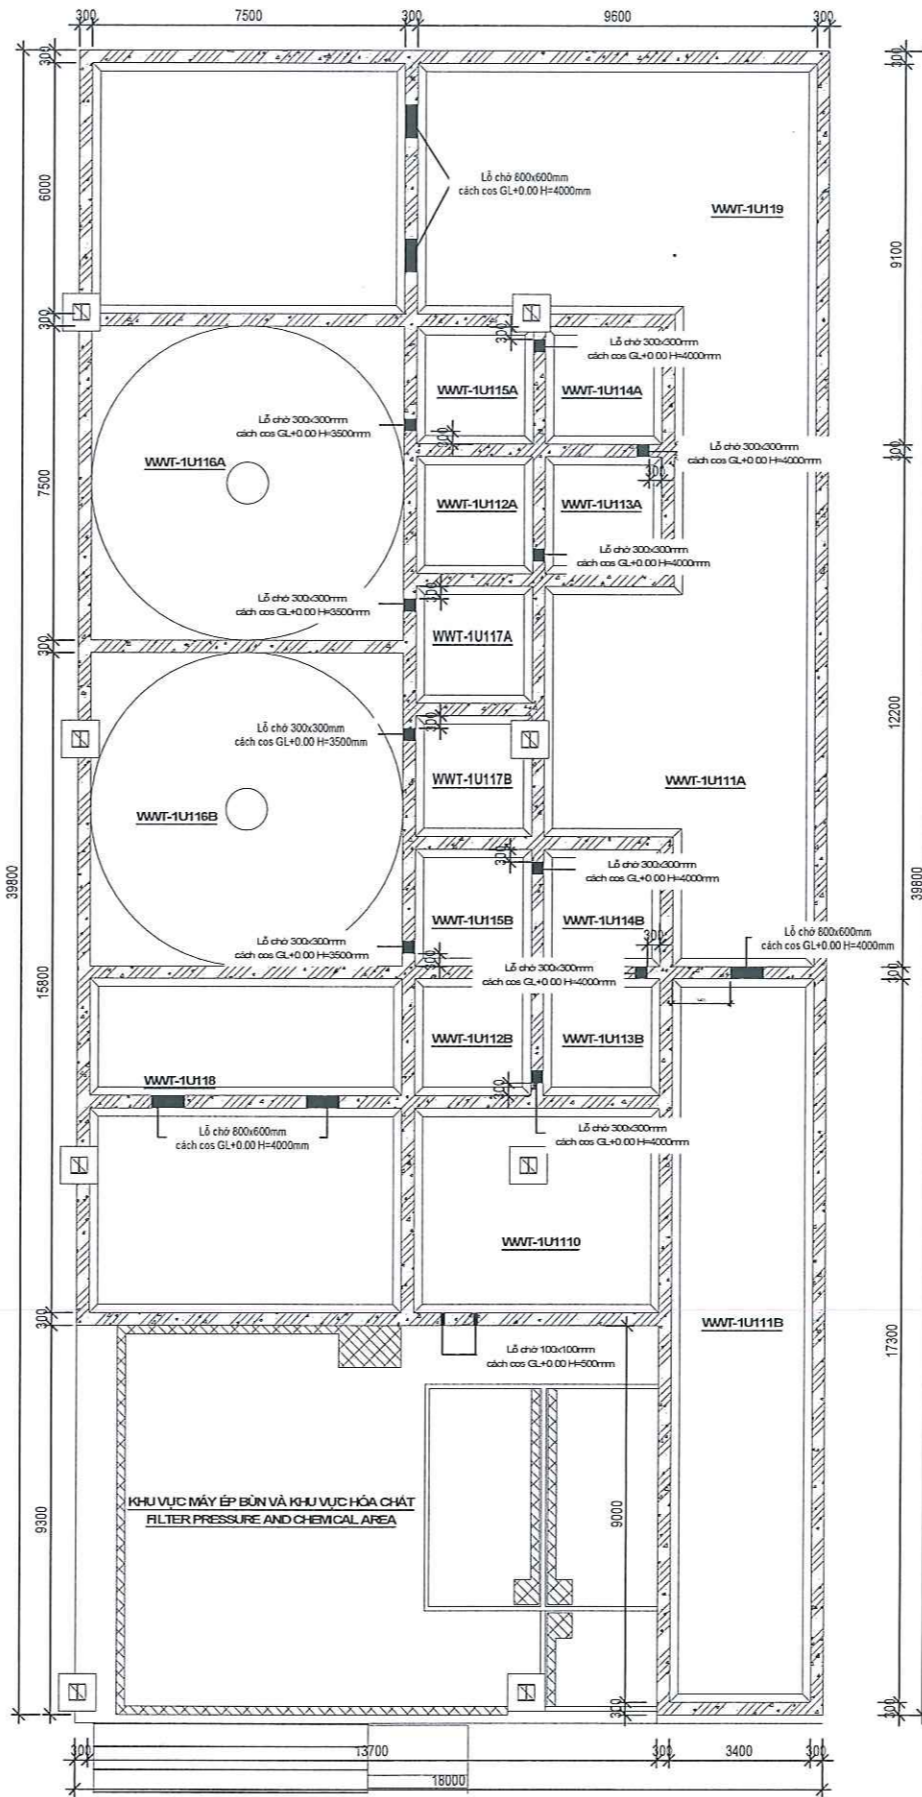 300
7500
300
9600
300
300
300
Lỗ chờ 800x600mm
cách cos GL+0.00 H=4000mm
6000
WWT-1U119
9100
300
300
Lỗ chờ 300x300mm
cách cos GL+0.00 H=4000mm
WWT-1U115A
WWT-1U114A
Lỗ chờ 300x300mm
cách cos GL+0.00 H=3500mm
300
Lỗ chờ 300x300mm
cách cos GL+0.00 H=4000mm
300
WWT-1U116A
300
7500
WWT-1U112A
WWT-1U113A
Lỗ chờ 300x300mm
cách cos GL+0.00 H=4000mm
Lỗ chờ 300x300mm
cách cos GL+0.00 H=3500mm
300
WWT-1U117A
300
12200
300
Lỗ chờ 300x300mm
cách cos GL+0.00 H=3500mm
WWT-1U117B
WWT-1U111A
WWT-1U116B
300
Lỗ chờ 300x300mm
cách cos GL+0.00 H=4000mm
39800
39800
WWT-1U115B
WWT-1U114B
Lỗ chờ 800x600mm
cách cos GL+0.00 H=4000mm
300
Lỗ chờ 300x300mm
cách cos GL+0.00 H=3500mm
300
Lỗ chờ 300x300mm
cách cos GL+0.00 H=4000mm
300
15800
WWT-1U112B
WWT-1U113B
WWT-1U118
300
Lỗ chờ 800x600mm
cách cos GL+0.00 H=4000mm
Lỗ chờ 300x300mm
cách cos GL+0.00 H=4000mm
WWT-1U1110
300
WWT-1U111B
17300
Lỗ chờ 100x100mm
cách cos GL+0.00 H=500mm
KHU VỰC MÁY ÉP BÙN VÀ KHU VỰC HÓA CHẤT
FILTER PRESSURE AND CHEMICAL AREA
9300
9000
300
300
300
13700
300
3400
300
18000